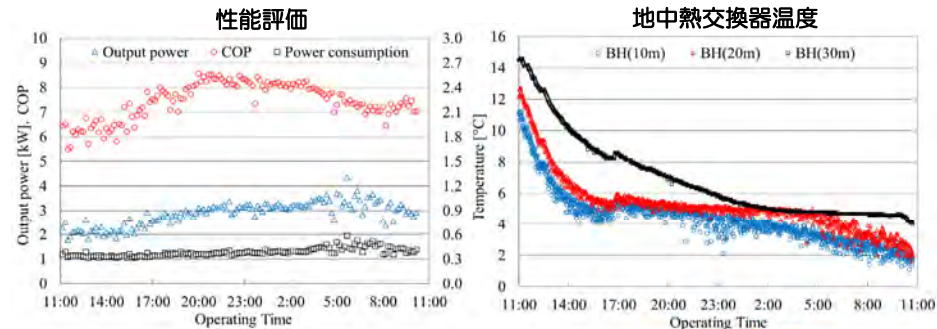 性能評価
10
9
8
7
6
5
4
3
2
1
0
Output power [kW], COP
Output power
COP
Power consumption
3.0
2.7
2.4
2.1
1.8
1.5
1.2
0.9
0.6
0.3
0.0
11:00 14:00 17:00 20:00 23:00 2:00 5:00 8:00 11:00
Operating Time
地中熱交換器温度
16
14
12
10
8
6
4
2
0
Temperature [°C]
BH(10m)
BH(20m)
BH(30m)
11:00 14:00 17:00 20:00 23:00 2:00 5:00 8:00 11:00
Operating Time